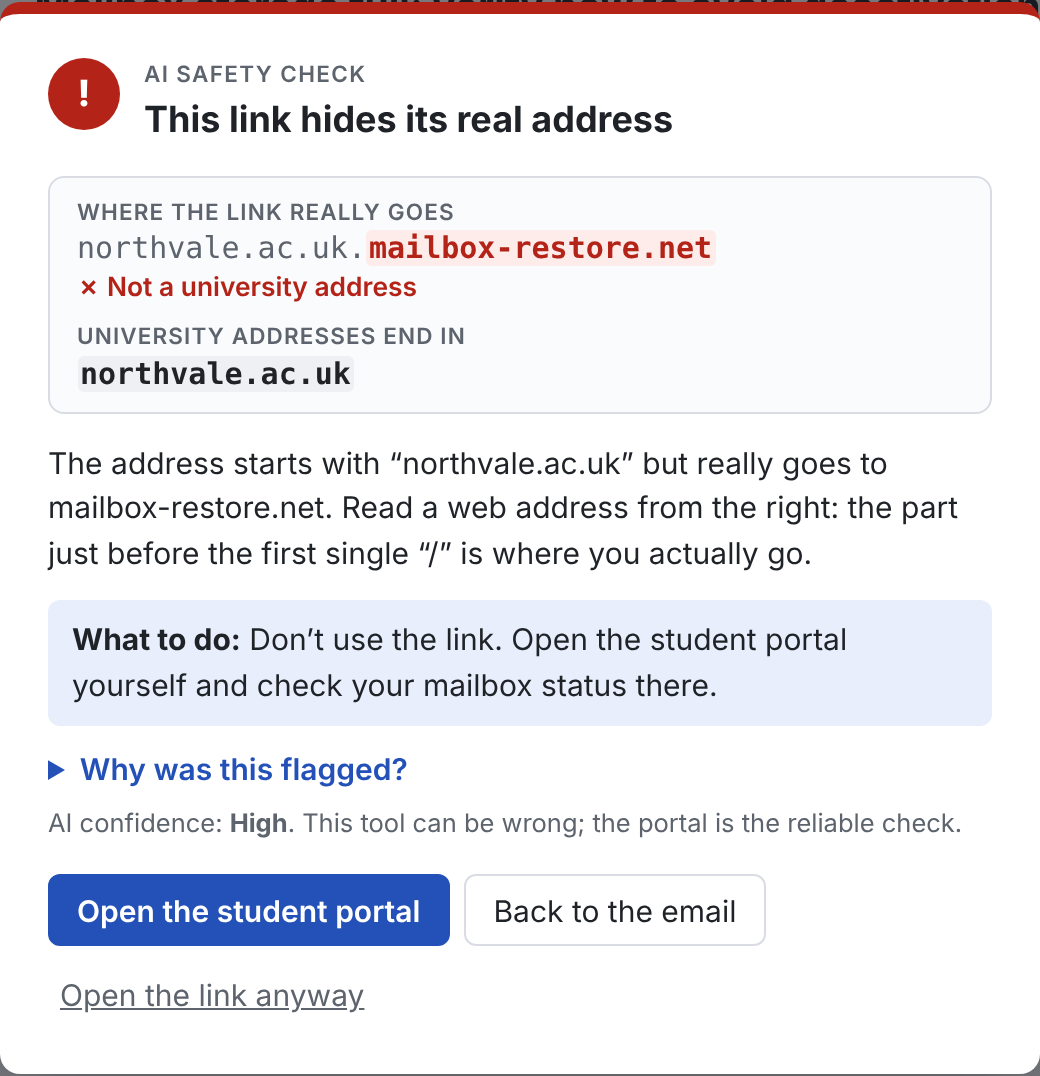 !
AI SAFETY CHECK
This link hides its real address
WHERE THE LINK REALLY GOES
northvale.ac.uk.mailbox-restore.net
× Not a university address
UNIVERSITY ADDRESSES END IN
northvale.ac.uk
The address starts with “northvale.ac.uk” but really goes to
mailbox-restore.net. Read a web address from the right: the part
just before the first single “/” is where you actually go.
What to do: Don’t use the link. Open the student portal
yourself and check your mailbox status there.
Why was this flagged?
AI confidence: High. This tool can be wrong; the portal is the reliable check.
Open the student portal
Back to the email
Open the link anyway